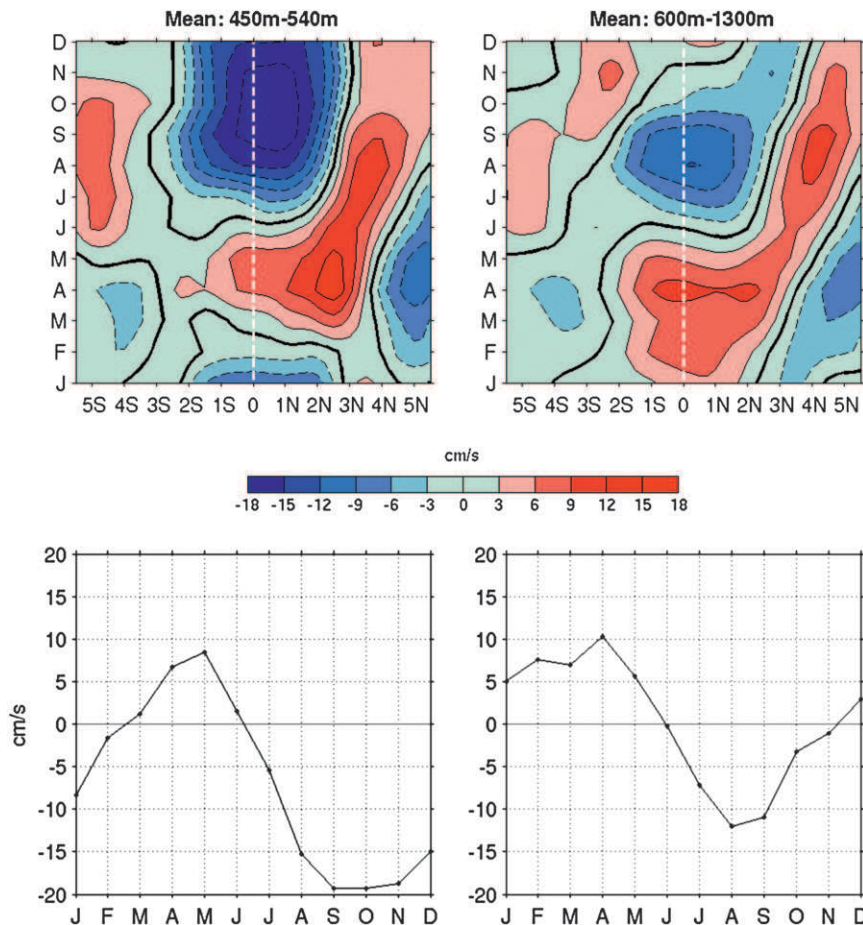 Mean: 450m-540m
Mean: 600m-1300m
D
N
O
S
A
J
J
M
A
M
F
J
5S 4S 3S 2S 1S 0 1N 2N 3N 4N 5N
D
N
O
S
A
J
J
M
A
M
F
J
5S 4S 3S 2S 1S 0 1N 2N 3N 4N 5N
cm/s
-18 -15 -12 -9 -6 -3 0 3 6 9 12 15 18
cm/s
20
15
10
5
0
-5
-10
-15
-20
J F M A M J J A S O N D
20
15
10
5
0
-5
-10
-15
-20
J F M A M J J A S O N D